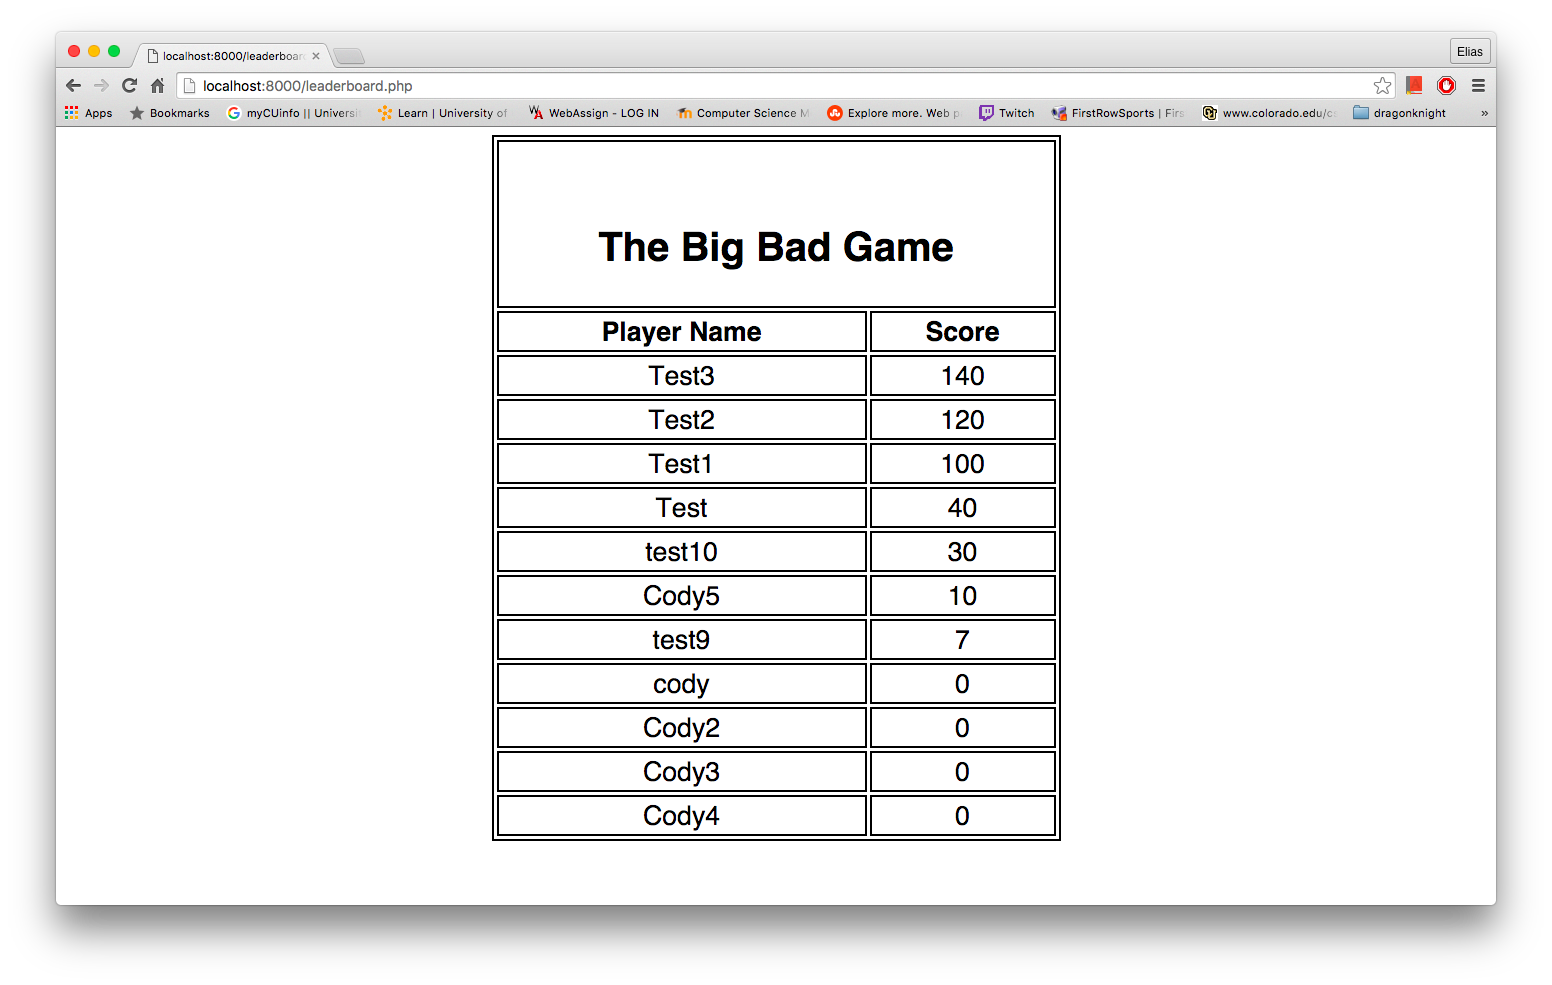 localhost:8000/leaderboar
Elias
localhost:8000/leaderboard.php
Apps Bookmarks myCUinfo || Universi Learn | University of WebAssign - LOG IN Computer Science M Explore more. Web p Twitch FirstRowSports | Firs www.colorado.edu/cs dragonknight »
The Big Bad Game
Player Name Score
Test3 140
Test2 120
Test1 100
Test 40
test10 30
Cody5 10
test9 7
cody 0
Cody2 0
Cody3 0
Cody4 0